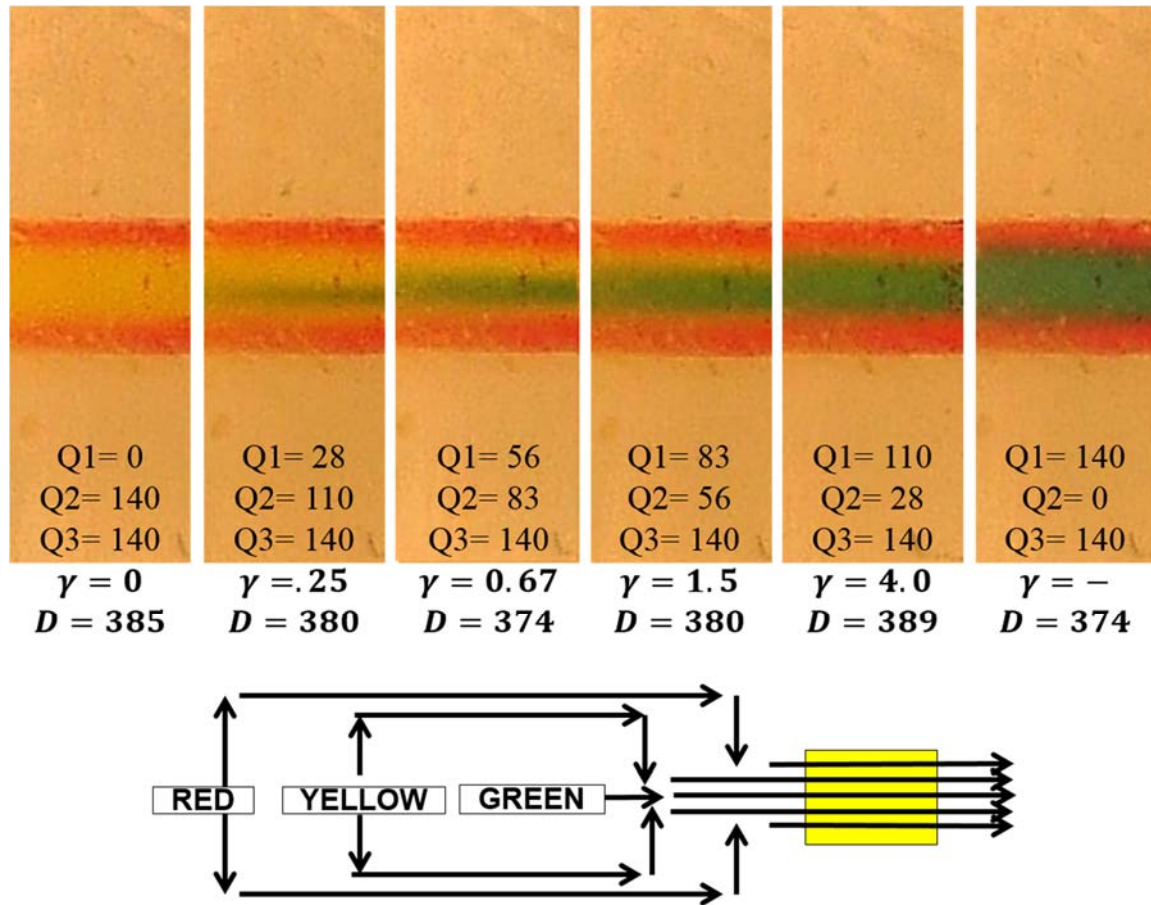 Q1= 0
Q2= 140
Q3= 140
γ = 0
D = 385
Q1= 28
Q2= 110
Q3= 140
γ =.25
D = 380
Q1= 56
Q2= 83
Q3= 140
γ = 0.67
D = 374
Q1= 83
Q2= 56
Q3= 140
γ = 1.5
D = 380
Q1= 110
Q2= 28
Q3= 140
γ = 4.0
D = 389
Q1= 140
Q2= 0
Q3= 140
γ = −
D = 374
RED YELLOW GREEN